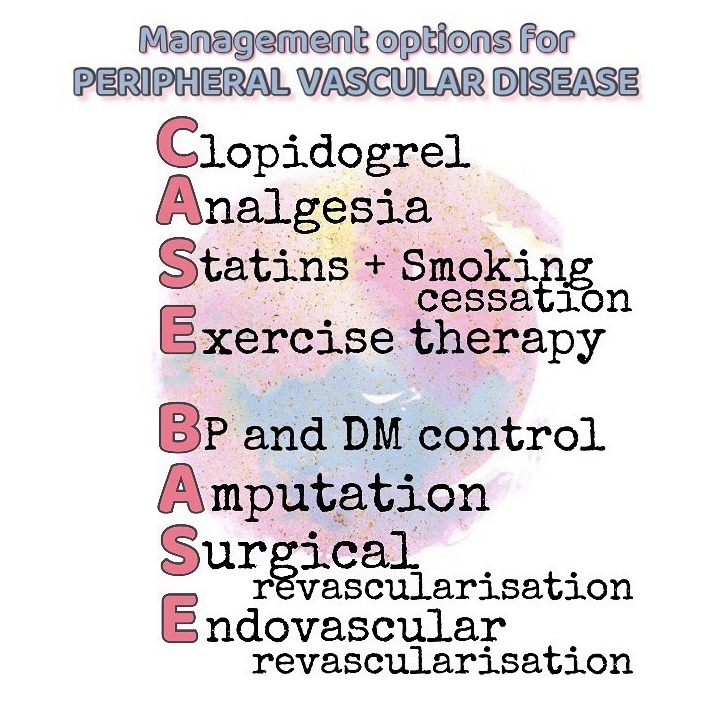 Management options for
PERIPHERAL VASCULAR DISEASE
Clopidogrel
Analgesia
Statins + Smoking
cessation
Exercise therapy
BP and DM control
Amputation
Surgical
revascularisation
Endovascular
revascularisation